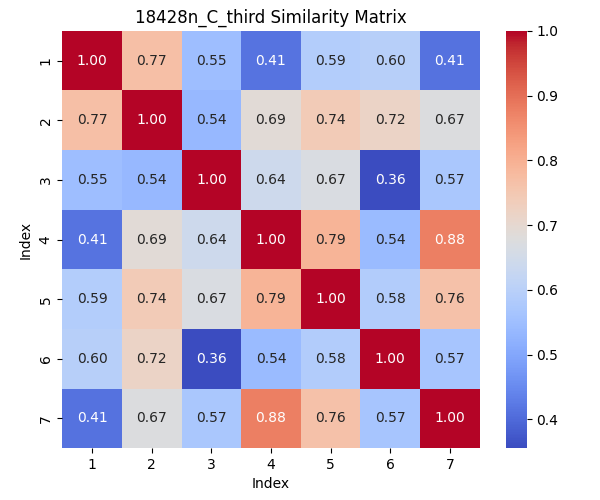 18428n_C_third Similarity Matrix
1.00 0.77 0.55 0.41 0.59 0.60 0.41
0.77 1.00 0.54 0.69 0.74 0.72 0.67
0.55 0.54 1.00 0.64 0.67 0.36 0.57
0.41 0.69 0.64 1.00 0.79 0.54 0.88
0.59 0.74 0.67 0.79 1.00 0.58 0.76
0.60 0.72 0.36 0.54 0.58 1.00 0.57
0.41 0.67 0.57 0.88 0.76 0.57 1.00
1
2
3
4
5
6
7
Index
1 2 3 4 5 6 7
Index
1.0
0.9
0.8
0.7
0.6
0.5
0.4